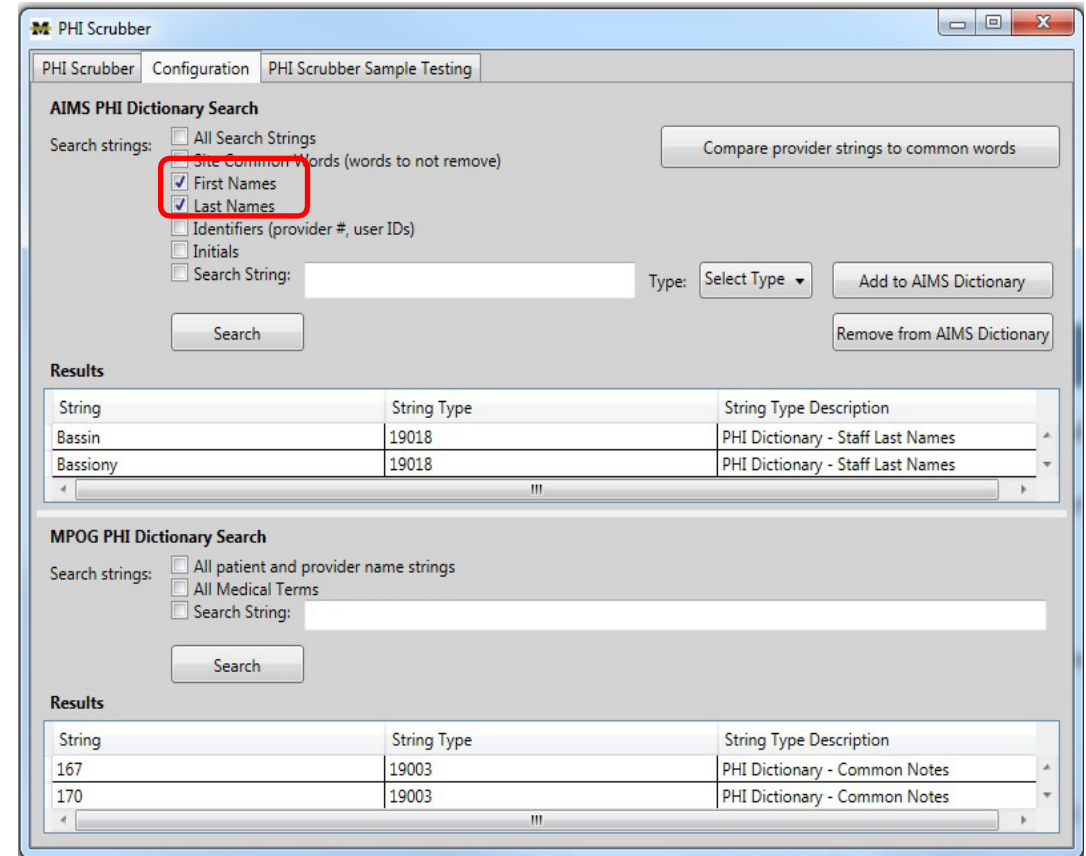 PHI Scrubber
PHI Scrubber Configuration PHI Scrubber Sample Testing
AIMS PHI Dictionary Search
Search strings: All Search Strings
Compare provider strings to common words
Site Common Words (words to not remove)
First Names
Last Names
Identifiers (provider #, user IDs)
Initials
Search String: Type: Select Type Add to AIMS Dictionary
Search Remove from AIMS Dictionary
Results
String String Type String Type Description
Bassin 19018 PHI Dictionary - Staff Last Names
Bassiony 19018 PHI Dictionary - Staff Last Names
MPOG PHI Dictionary Search
Search strings: All patient and provider name strings
All Medical Terms
Search String:
Search
Results
String String Type String Type Description
167 19003 PHI Dictionary - Common Notes
170 19003 PHI Dictionary - Common Notes